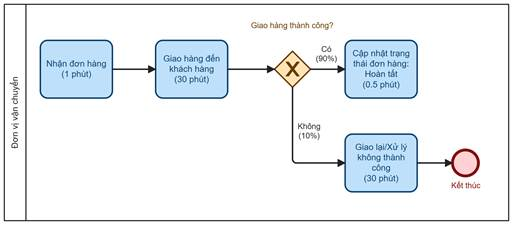 Đơn vị vận chuyển
Giao hàng thành công?
Nhận đơn hàng
(1 phút)
Giao hàng đến
khách hàng
(30 phút)
X
Có
(90%)
Cập nhật trạng
thái đơn hàng:
Hoàn tất
(0.5 phút)
Không
(10%)
Giao lại/Xử lý
không thành
công
(30 phút)
Kết thúc